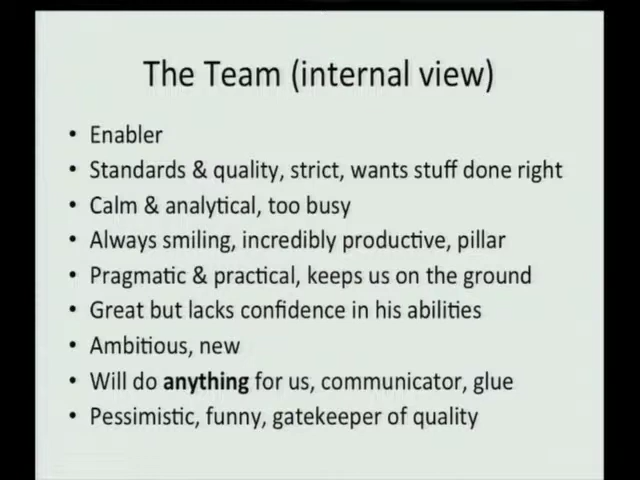 The Team (internal view)
• Enabler
• Standards & quality, strict, wants stuff done right
• Calm & analytical, too busy
• Always smiling, incredibly productive, pillar
• Pragmatic & practical, keeps us on the ground
• Great but lacks confidence in his abilities
• Ambitious, new
• Will do anything for us, communicator, glue
• Pessimistic, funny, gatekeeper of quality